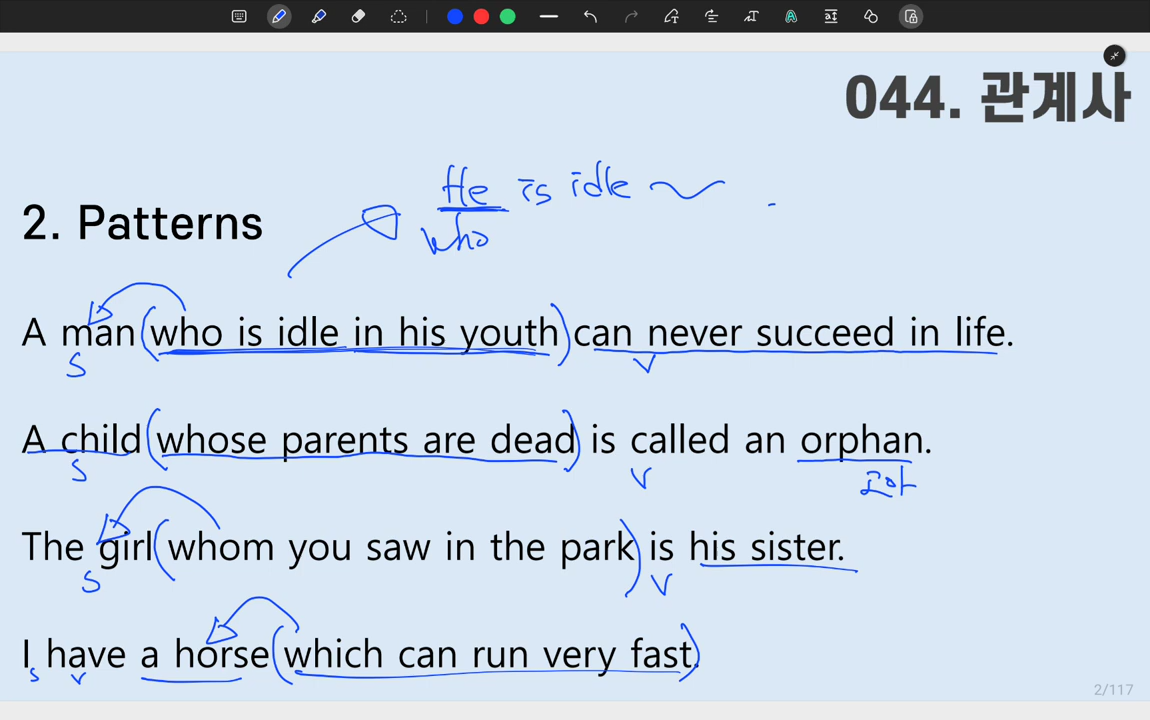 044. 관계사
He is idle
2. Patterns
who
A man (who is idle in his youth) can never succeed in life.
S V
A child (whose parents are dead) is called an orphan.
S V 고아
The girl (whom you saw in the park) is his sister.
S V
I have a horse (which can run very fast).
S V
2/117